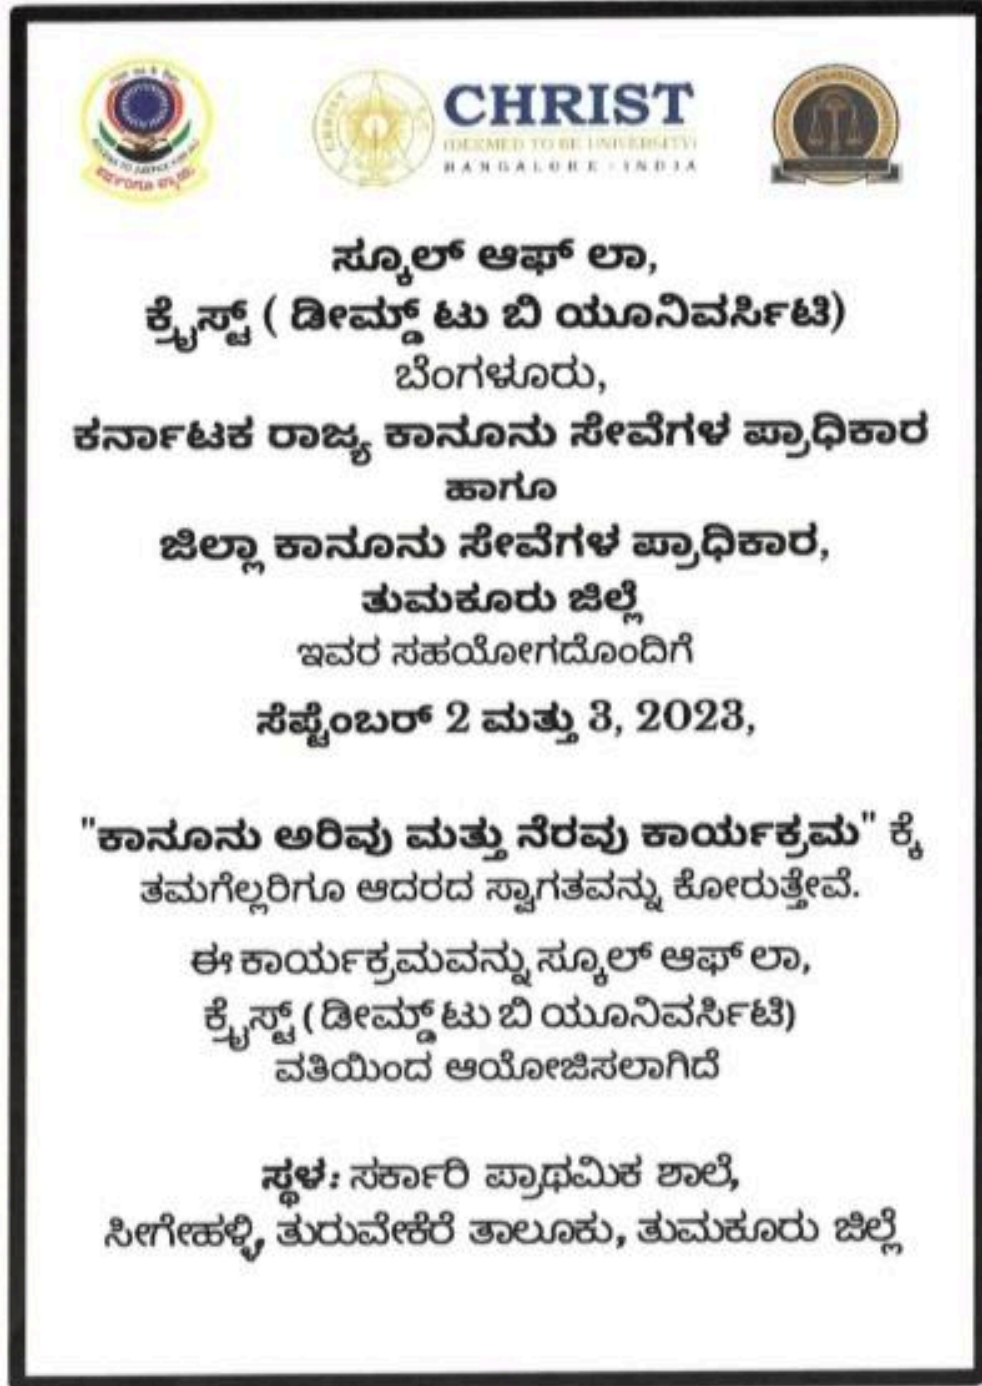 CHRIST
(DEEMED TO BE UNIVERSITY)
BANGALORE · INDIA
ಸ್ಕೂಲ್ ಆಫ್ ಲಾ,
ಕ್ರೈಸ್ಟ್ ( ಡೀಮ್ಡ್ ಟು ಬಿ ಯೂನಿವರ್ಸಿಟಿ)
ಬೆಂಗಳೂರು,
ಕರ್ನಾಟಕ ರಾಜ್ಯ ಕಾನೂನು ಸೇವೆಗಳ ಪ್ರಾಧಿಕಾರ
ಹಾಗೂ
ಜಿಲ್ಲಾ ಕಾನೂನು ಸೇವೆಗಳ ಪ್ರಾಧಿಕಾರ,
ತುಮಕೂರು ಜಿಲ್ಲೆ
ಇವರ ಸಹಯೋಗದೊಂದಿಗೆ
ಸೆಪ್ಟೆಂಬರ್ 2 ಮತ್ತು 3, 2023,
"ಕಾನೂನು ಅರಿವು ಮತ್ತು ನೆರವು ಕಾರ್ಯಕ್ರಮ" ಕ್ಕೆ
ತಮಗೆಲ್ಲರಿಗೂ ಆದರದ ಸ್ವಾಗತವನ್ನು ಕೋರುತ್ತೇವೆ.
ಈ ಕಾರ್ಯಕ್ರಮವನ್ನು ಸ್ಕೂಲ್ ಆಫ್ ಲಾ,
ಕ್ರೈಸ್ಟ್ (ಡೀಮ್ಡ್ ಟು ಬಿ ಯೂನಿವರ್ಸಿಟಿ)
ವತಿಯಿಂದ ಆಯೋಜಿಸಲಾಗಿದೆ
ಸ್ಥಳ: ಸರ್ಕಾರಿ ಪ್ರಾಥಮಿಕ ಶಾಲೆ,
ಸೀಗೇಹಳ್ಳಿ, ತುರುವೇಕೆರೆ ತಾಲೂಕು, ತುಮಕೂರು ಜಿಲ್ಲೆ